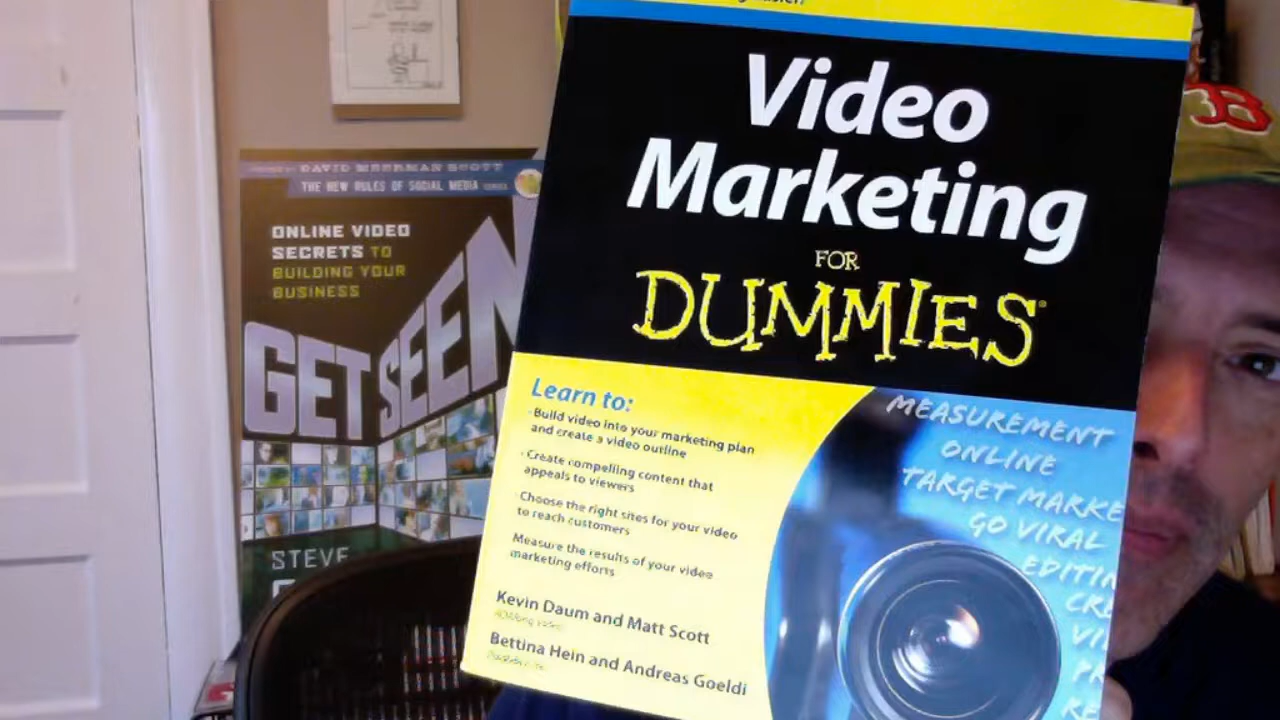 Video
Marketing
FOR
DUMMIES
Learn to:
· Build video into your marketing plan
and create a video outline
· Create compelling content that
appeals to viewers
· Choose the right sites for your video
to reach customers
Measure the results of your video
marketing efforts
Kevin Daum and Matt Scott
Bettina Hein and Andreas Goeldi
MEASUREMENT
ONLINE
TARGET MARKE
GO VIRAL
EDITIN
CRE
VI
PR
RE
DAVID MEERMAN SCOTT
THE NEW RULES OF SOCIAL MEDIA SERIES
ONLINE VIDEO
SECRETS TO
BUILDING YOUR
BUSINESS
GET SEEN
STEVE
B